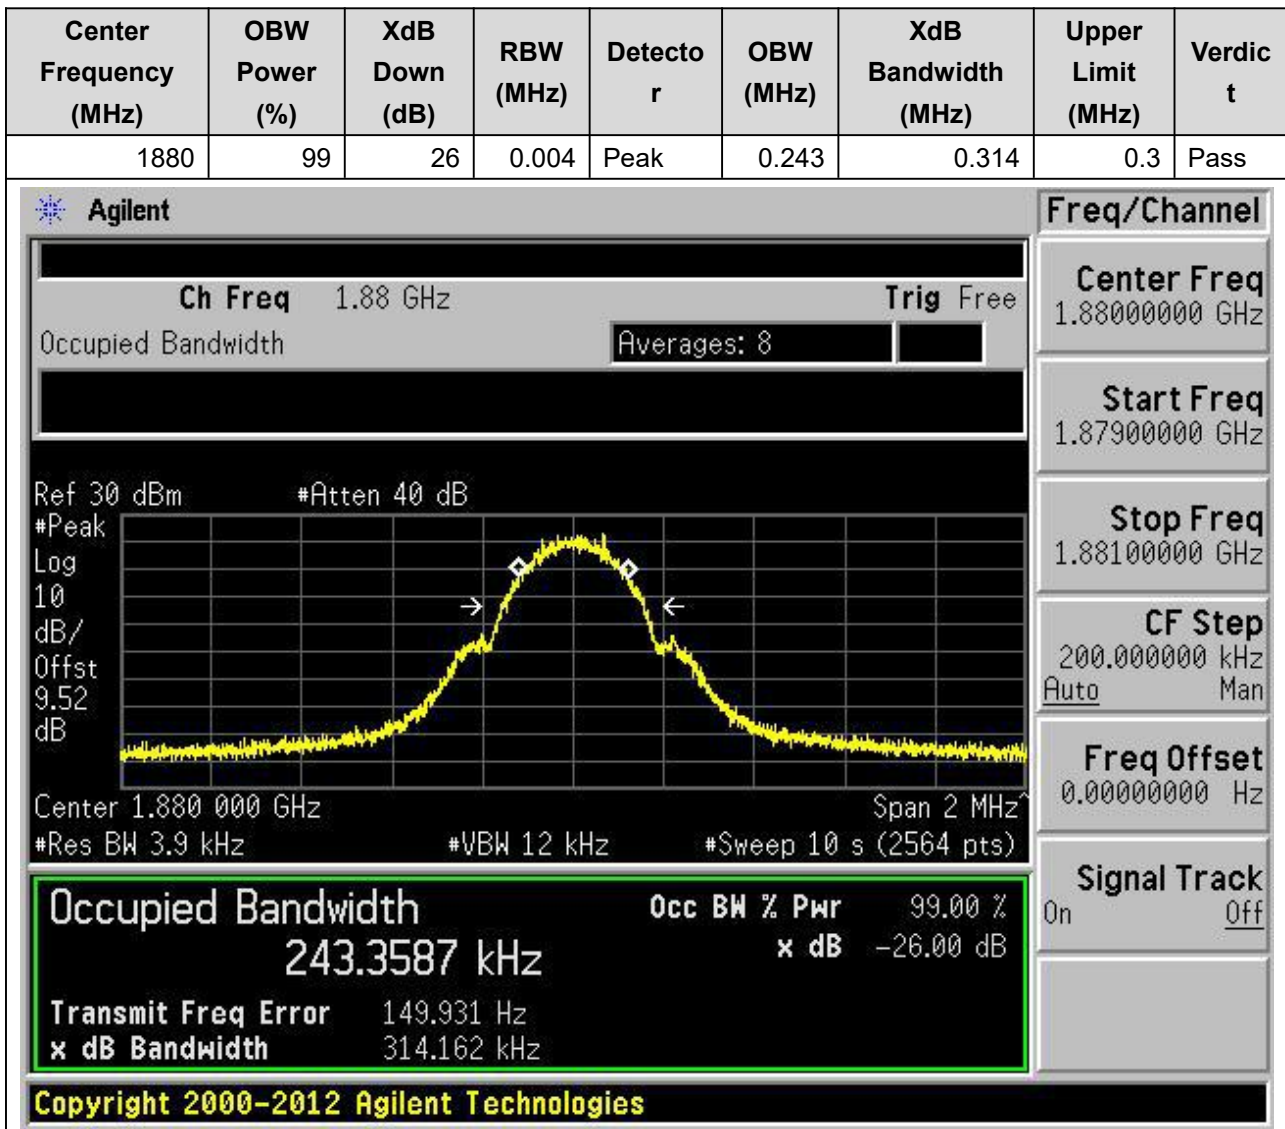 Center Frequency (MHz) OBW Power (%) XdB Down (dB) RBW (MHz) Detecto r OBW (MHz) XdB Bandwidth (MHz) Upper Limit (MHz) Verdic t
1880 99 26 0.004 Peak 0.243 0.314 0.3 Pass
Agilent
Freq/Channel
Ch Freq 1.88 GHz Trig Free
Occupied Bandwidth Averages: 8
Ref 30 dBm #Atten 40 dB
#Peak
Log
10
dB/
Offst
9.52
dB
Center 1.880 000 GHz Span 2 MHz^
#Res BW 3.9 kHz #VBW 12 kHz #Sweep 10 s (2564 pts)
Occupied Bandwidth Occ BW % Pwr 99.00 %
243.3587 kHz x dB -26.00 dB
Transmit Freq Error 149.931 Hz
x dB Bandwidth 314.162 kHz
Copyright 2000-2012 Agilent Technologies
Center Freq
1.88000000 GHz
Start Freq
1.87900000 GHz
Stop Freq
1.88100000 GHz
CF Step
200.000000 kHz
Auto Man
Freq Offset
0.00000000 Hz
Signal Track
On Off